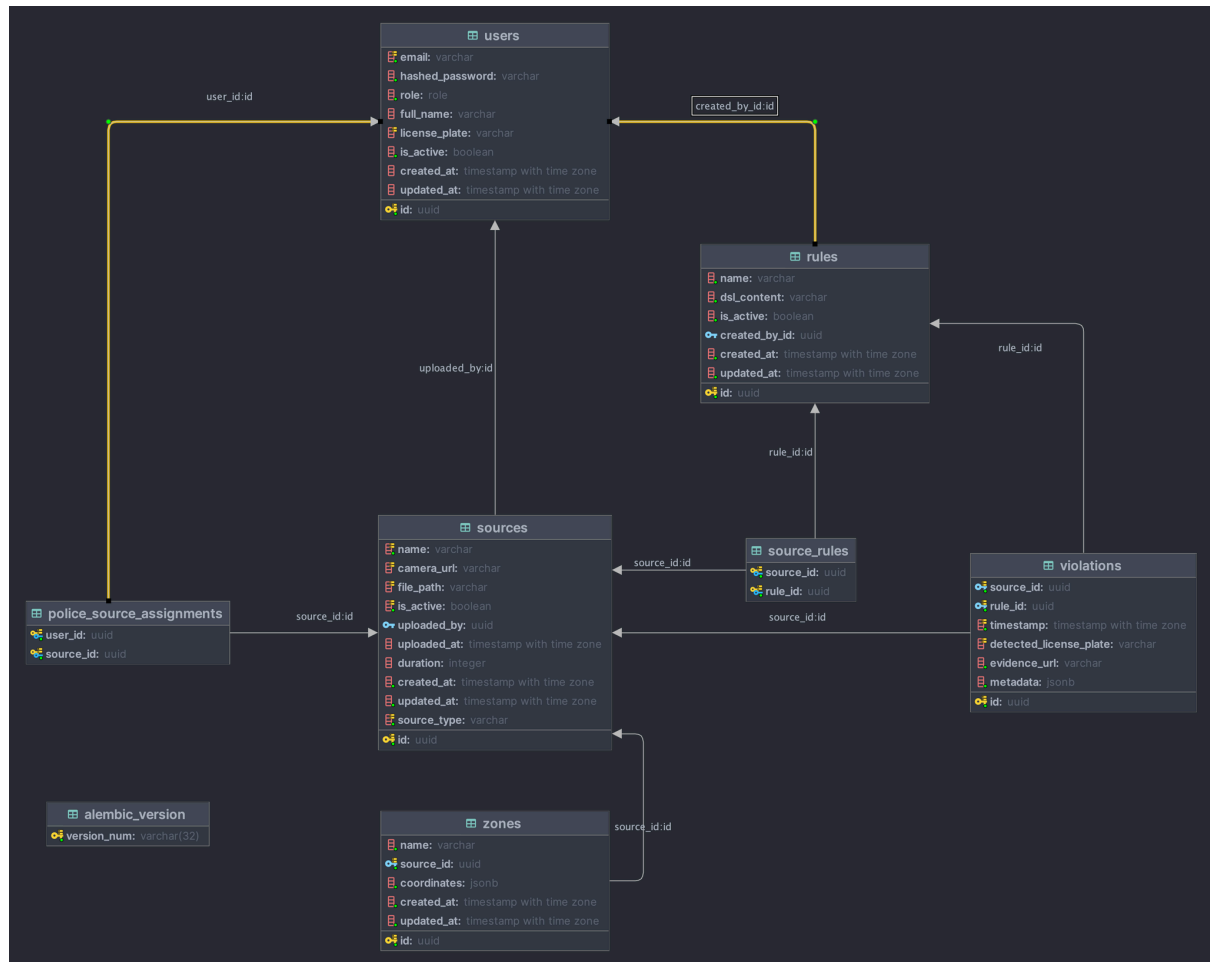 users
email: varchar
hashed_password: varchar
role: role
full_name: varchar
license_plate: varchar
is_active: boolean
created_at: timestamp with time zone
updated_at: timestamp with time zone
id: uuid
user_id:id
created_by_id:id
rules
name: varchar
dsl_content: varchar
is_active: boolean
created_by_id: uuid
created_at: timestamp with time zone
updated_at: timestamp with time zone
id: uuid
uploaded_by:id
rule_id:id
rule_id:id
sources
name: varchar
camera_url: varchar
file_path: varchar
is_active: boolean
uploaded_by: uuid
uploaded_at: timestamp with time zone
duration: integer
created_at: timestamp with time zone
updated_at: timestamp with time zone
source_type: varchar
id: uuid
source_rules
source_id: uuid
rule_id: uuid
source_id:id
violations
source_id: uuid
rule_id: uuid
timestamp: timestamp with time zone
detected_license_plate: varchar
evidence_url: varchar
metadata: jsonb
id: uuid
source_id:id
police_source_assignments
user_id: uuid
source_id: uuid
source_id:id
alembic_version
version_num: varchar(32)
zones
name: varchar
source_id: uuid
coordinates: jsonb
created_at: timestamp with time zone
updated_at: timestamp with time zone
id: uuid
source_id:id